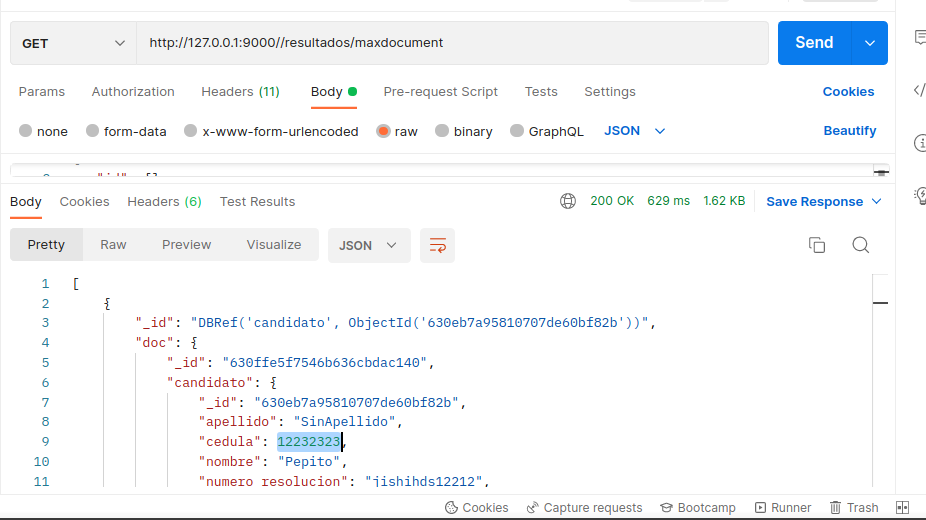 GET http://127.0.0.1:9000//resultados/maxdocument Send
Params Authorization Headers (11) Body Pre-request Script Tests Settings Cookies
none form-data x-www-form-urlencoded raw binary GraphQL JSON Beautify
Body Cookies Headers (6) Test Results 200 OK 629 ms 1.62 KB Save Response
Pretty Raw Preview Visualize JSON
1 [
2 {
3 "_id": "DBRef('candidato', ObjectId('630eb7a95810707de60bf82b'))",
4 "doc": {
5 "_id": "630ffe5f7546b636cbdac140",
6 "candidato": {
7 "_id": "630eb7a95810707de60bf82b",
8 "apellido": "SinApellido",
9 "cedula": 12232323,
10 "nombre": "Pepito",
11 "numero resolucion": "jishihds12212",
Cookies Capture requests Bootcamp Runner Trash